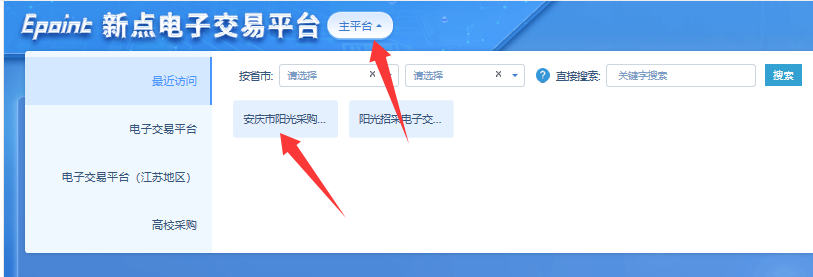 Epoint 新点电子交易平台 主平台
最近访问
按省市: 请选择 x 请选择 x ? 直接搜索: 关键字搜索 搜索
安庆市阳光采购... 阳光招采电子交...
电子交易平台
电子交易平台（江苏地区）
高校采购